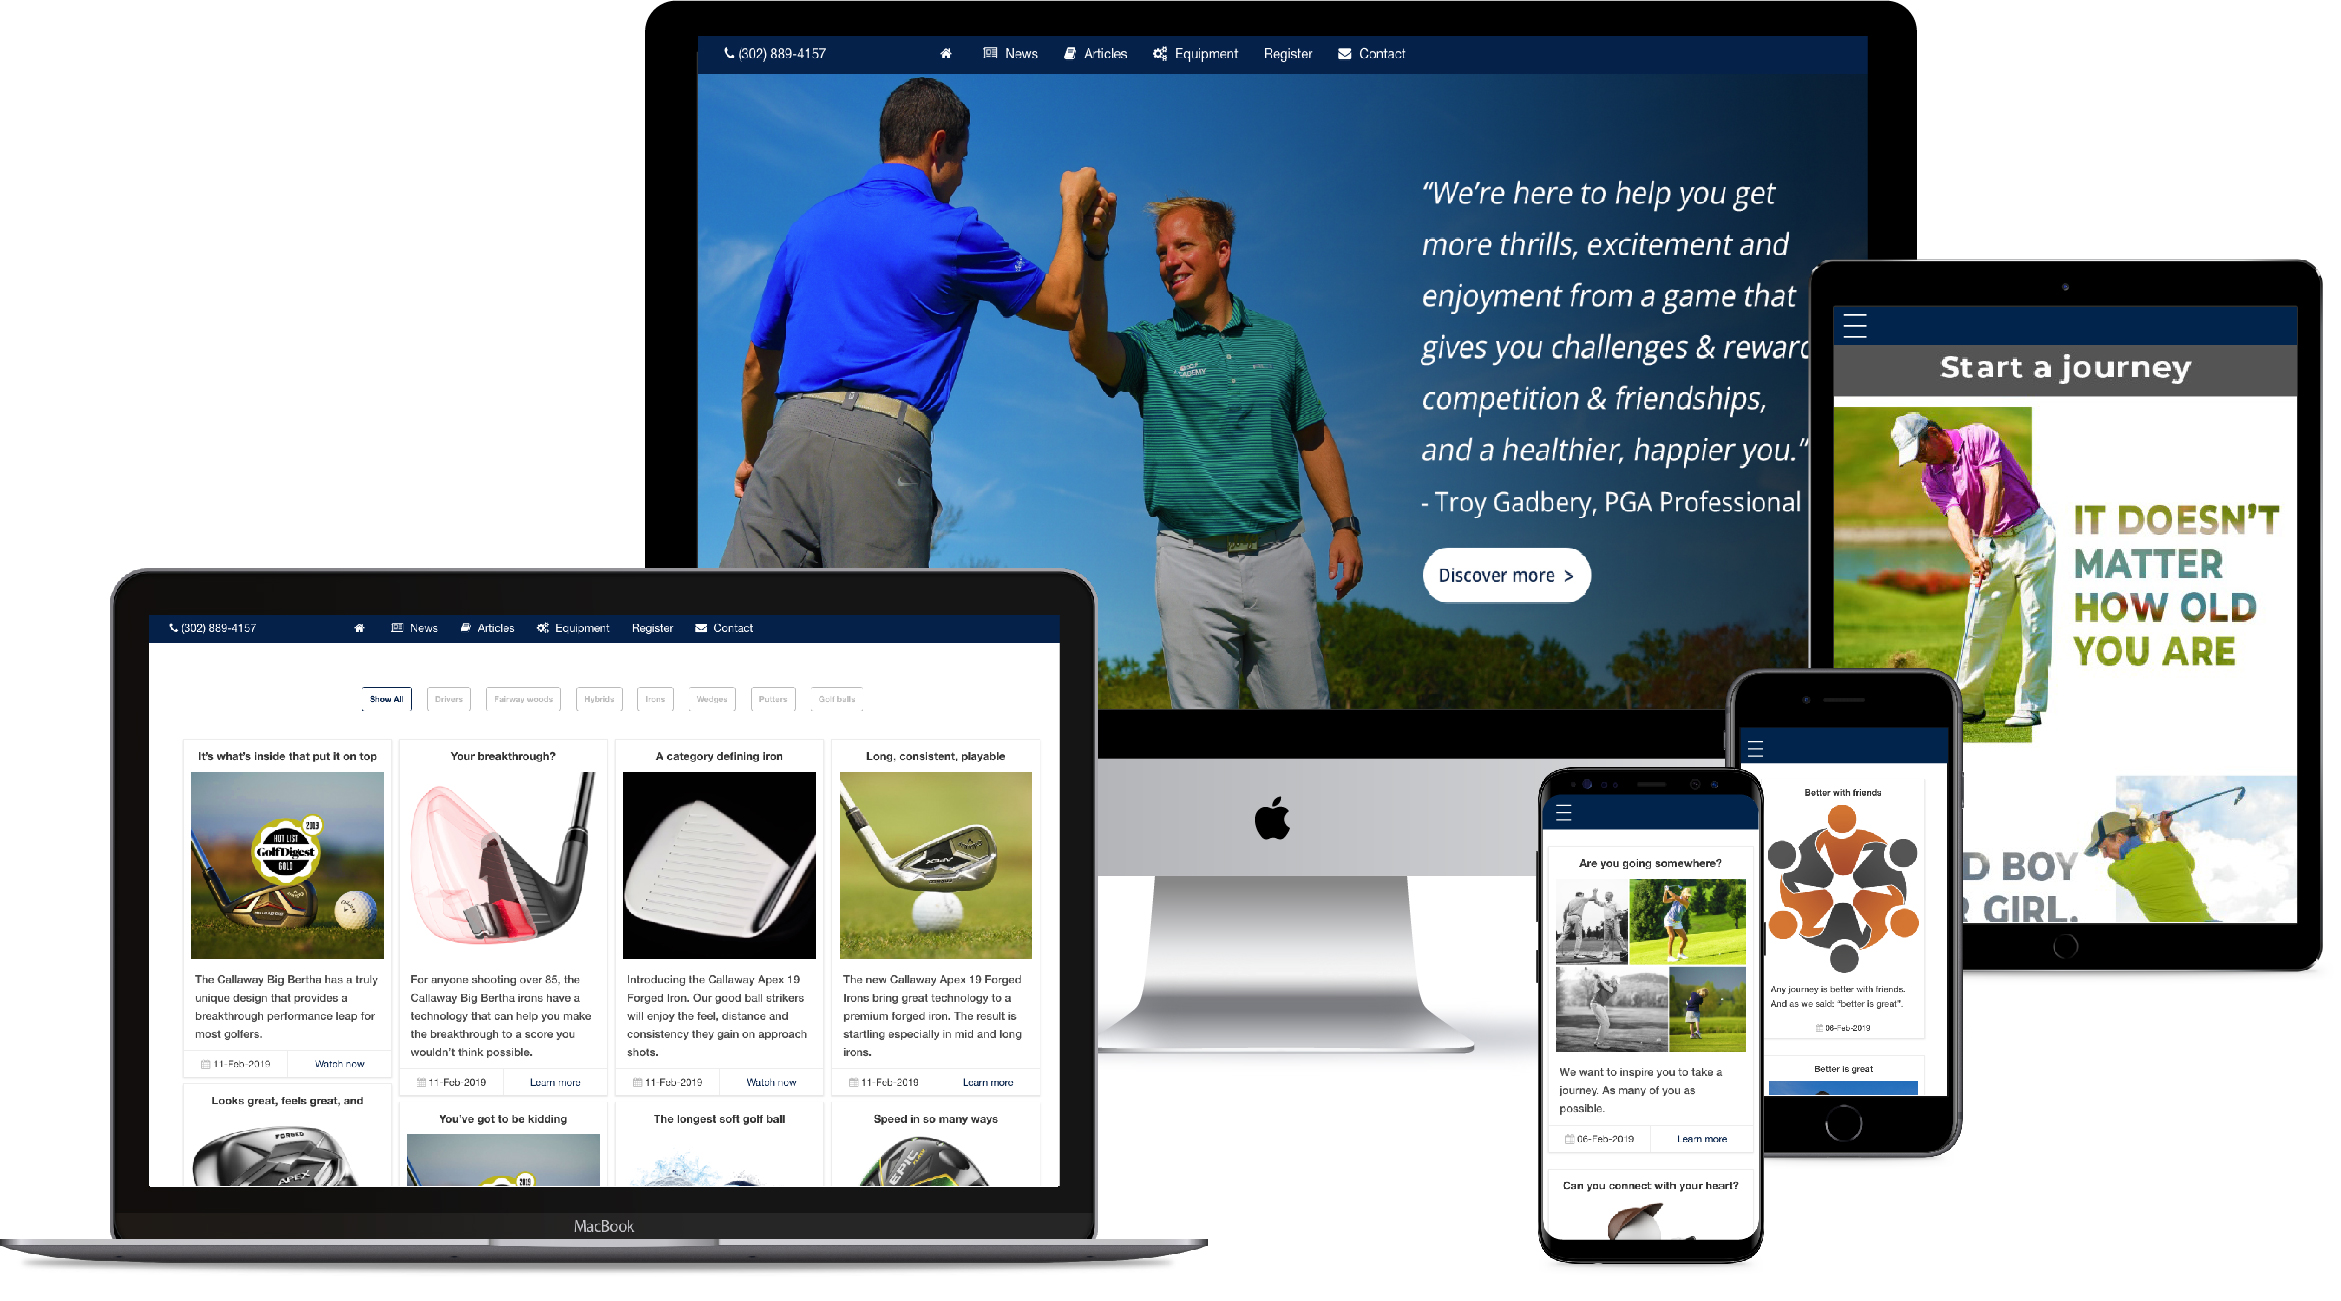 (302) 889-4157
News
Articles
Equipment
Register
Contact
“We’re here to help you get
more thrills, excitement and
enjoyment from a game that
gives you challenges &
competition & friendships,
and a healthier, happier you.”
- Troy Gadbery, PGA Professional
Discover more >
Start a journey
IT DOESN’T
MATTER
HOW OLD
YOU ARE
BOY
GIRL.
(302) 889-4157
News
Articles
Equipment
Register
Contact
Show All
Drivers
Fairway woods
Hybrids
Irons
Wedges
Putters
Golf balls
It’s what’s inside that put it on top
2019
HOT LIST
GolfDigest
GOLD
The Callaway Big Bertha has a truly
unique design that provides a
breakthrough performance leap for
most golfers.
11-Feb-2019
Watch now
Your breakthrough?
For anyone shooting over 85, the
Callaway Big Bertha irons have a
technology that can help you make
the breakthrough to a score you
wouldn’t think possible.
11-Feb-2019
Learn more
A category defining iron
Introducing the Callaway Apex 19
Forged Iron. Our good ball strikers
will enjoy the feel, distance and
consistency they gain on approach
shots.
11-Feb-2019
Watch now
Long, consistent, playable
APEX
The new Callaway Apex 19 Forged
Irons bring great technology to a
premium forged iron. The result is
startling especially in mid and long
irons.
11-Feb-2019
Learn more
Looks great, feels great, and
FORGED
APEX
You’ve got to be kidding
2019
The longest soft golf ball
Speed in so many ways
EPIC
MacBook
Better with friends
Any journey is better with friends.
And as we said: “better is great”.
06-Feb-2019
Better is great
Are you going somewhere?
We want to inspire you to take a
journey. As many of you as
possible.
06-Feb-2019
Learn more
Can you connect with your heart?